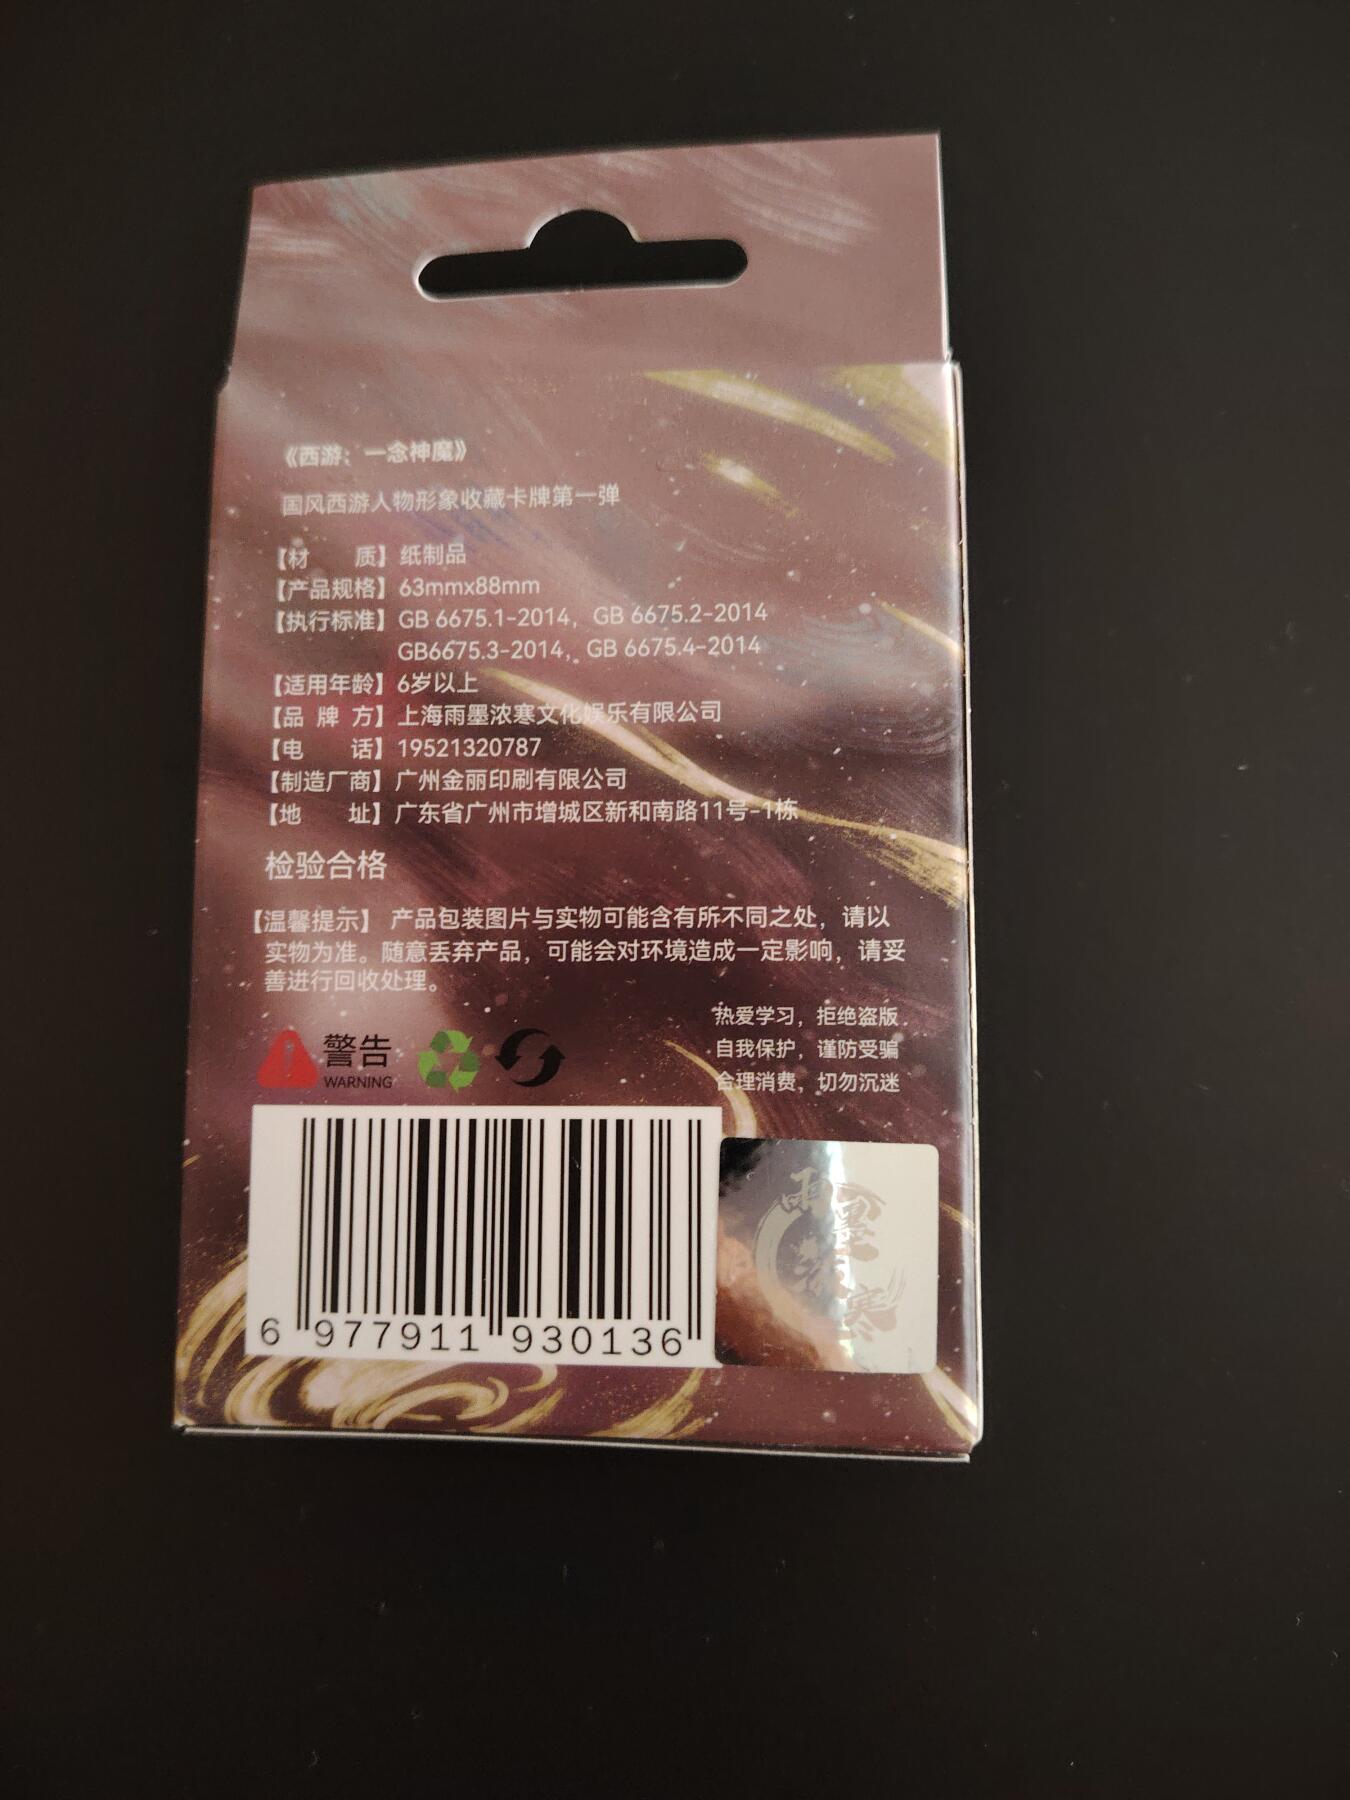 《西游：一念神魔》
国风西游人物形象收藏卡牌第一弹
【材 质】纸制品
【产品规格】63mmx88mm
【执行标准】GB 6675.1-2014，GB 6675.2-2014
GB6675.3-2014，GB 6675.4-2014
【适用年龄】6岁以上
【品 牌 方】上海雨墨浓寒文化娱乐有限公司
【电 话】19521320787
【制造厂商】广州金丽印刷有限公司
【地 址】广东省广州市增城区新和南路11号-1栋
检验合格
【温馨提示】 产品包装图片与实物可能含有所不同之处，请以
实物为准。随意丢弃产品，可能会对环境造成一定影响，请妥
善进行回收处理。
热爱学习，拒绝盗版
自我保护，谨防受骗
合理消费，切勿沉迷
警告
WARNING
6 977911 930136
雨墨浓寒